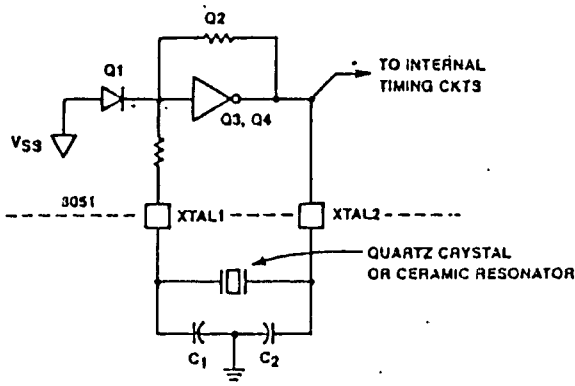 Q2
Q1
TO INTERNAL
TIMING CKTS
Q3, Q4
VSS
8051
XTAL1
XTAL2
QUARTZ CRYSTAL
OR CERAMIC RESONATOR
C1
C2